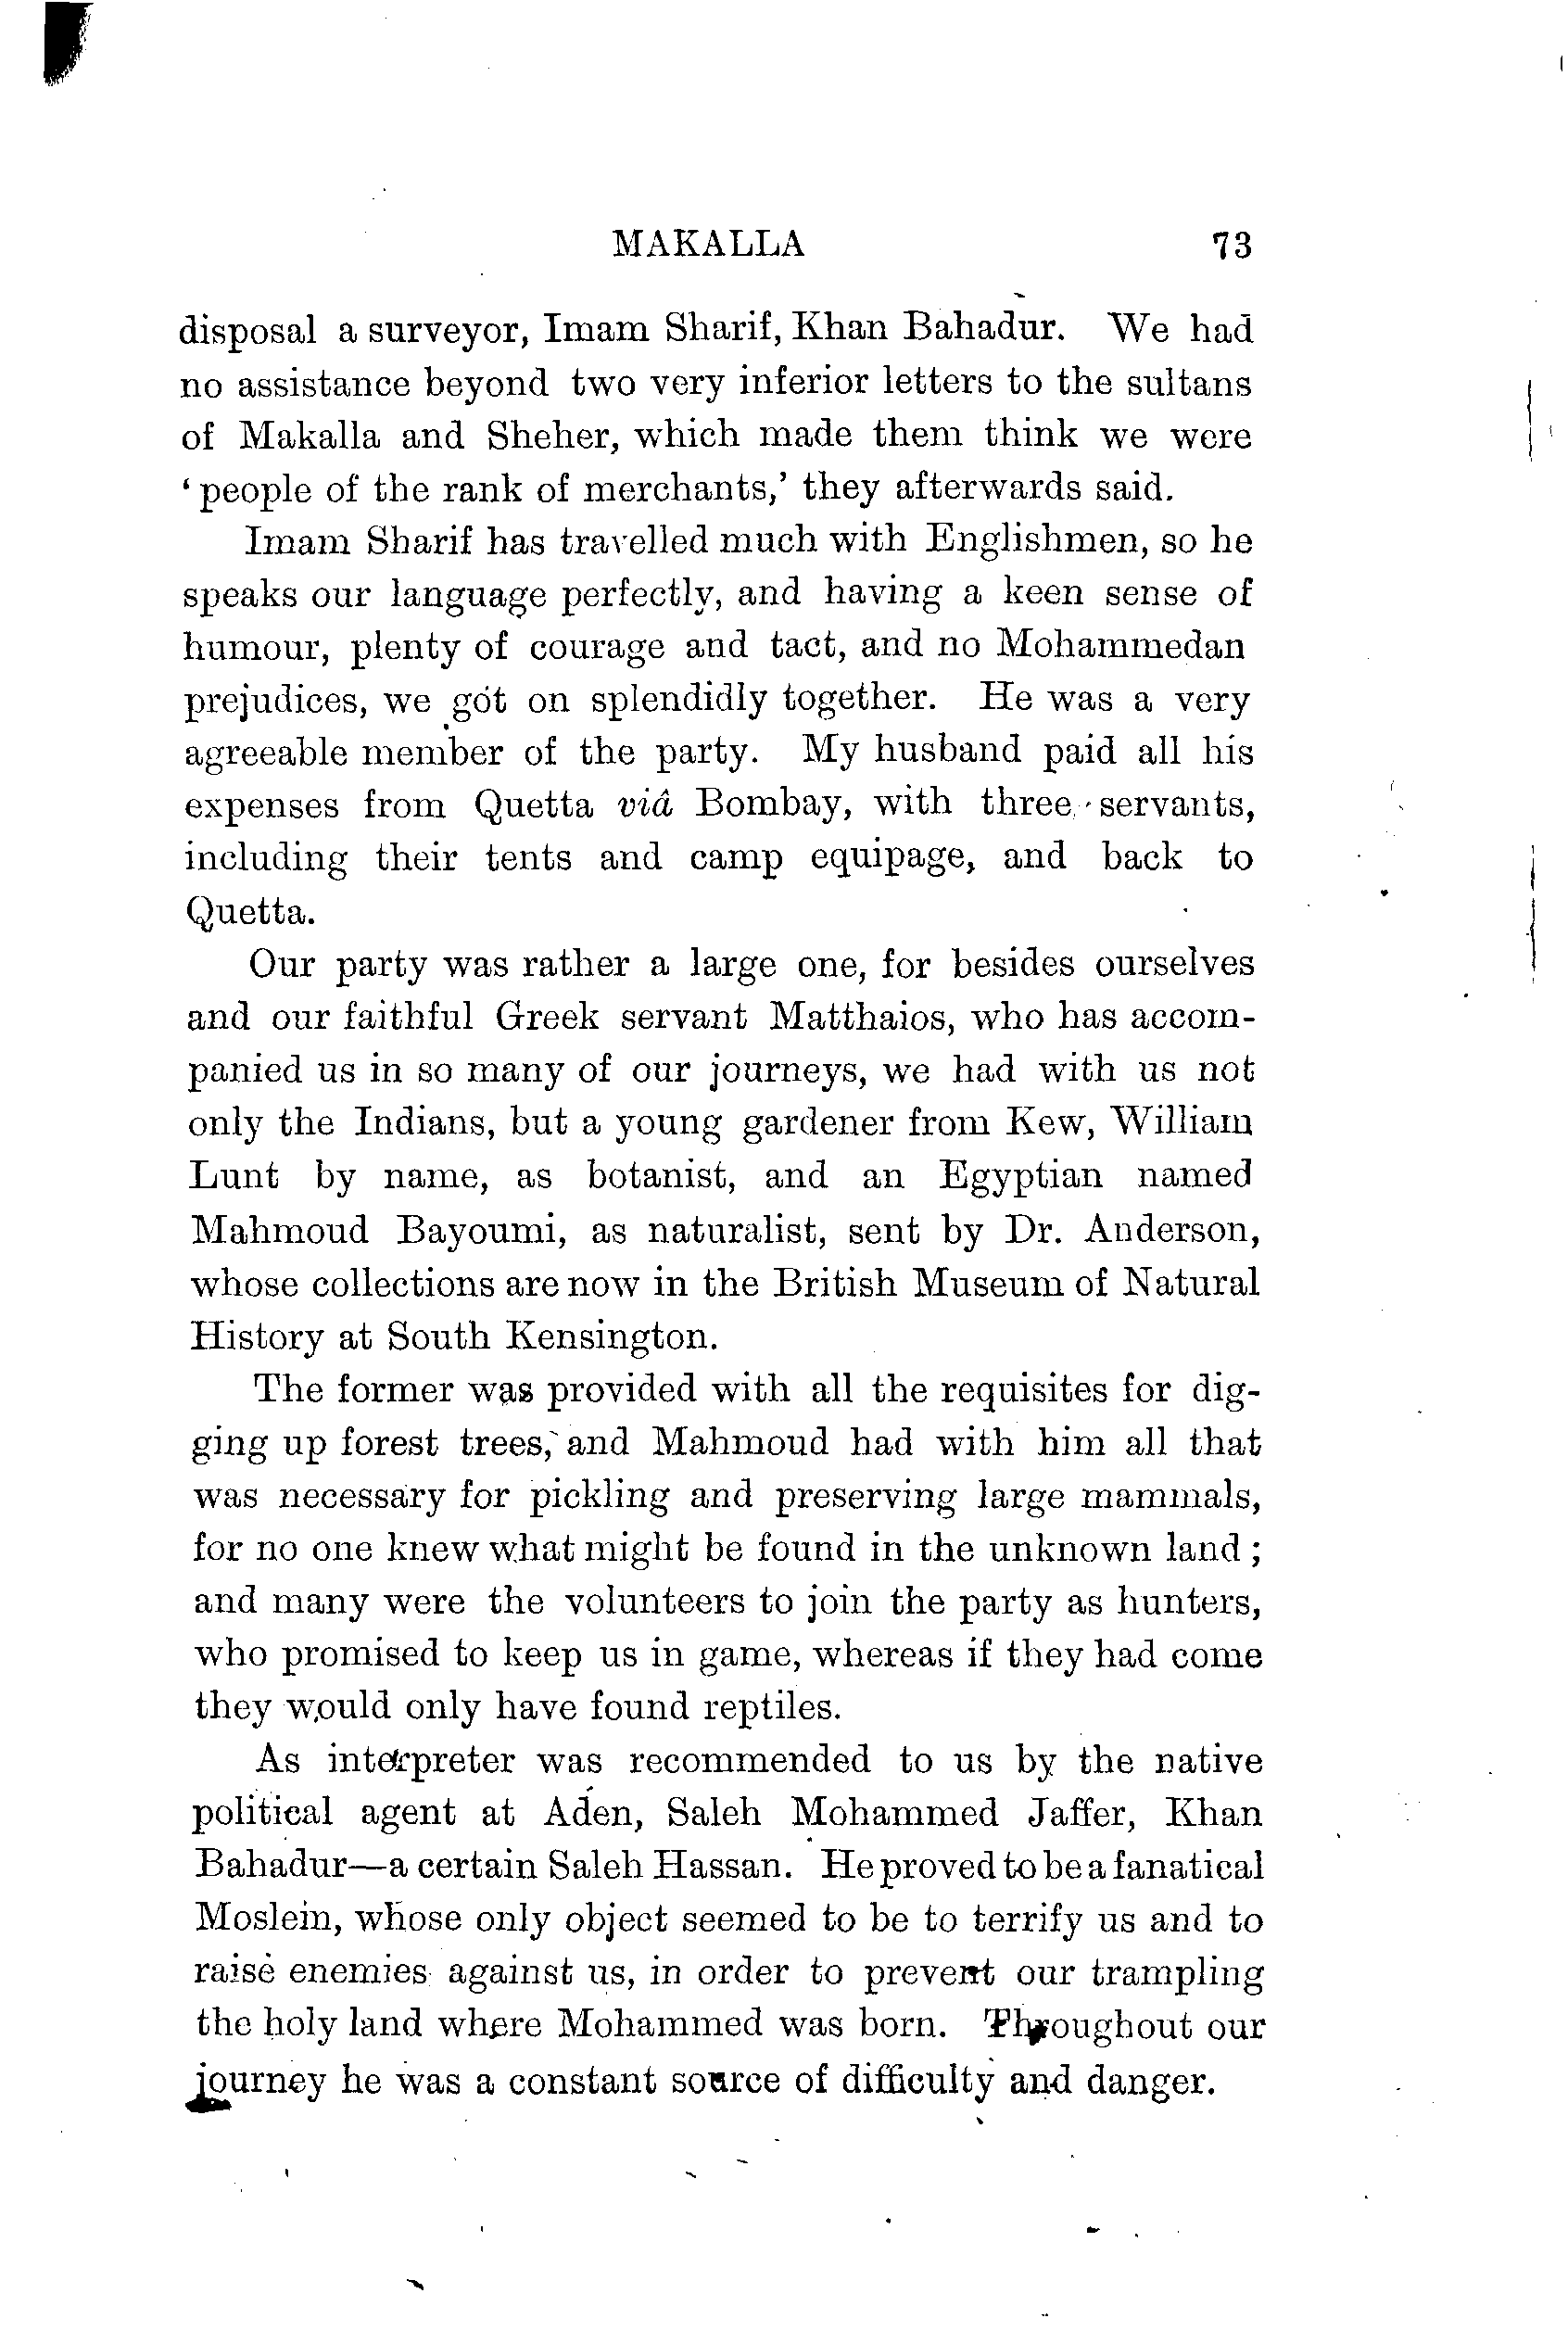 MAKALLA 73
disposal a surveyor, Imam Sharif, Khan Bahadur. We had
no assistance beyond two very inferior letters to the sultans
of Makalla and Sheher, which made them think we were
‘people of the rank of merchants,’ they afterwards said.
Imam Sharif has travelled much with Englishmen, so he
speaks our language perfectly, and having a keen sense of
humour, plenty of courage and tact, and no Mohammedan
prejudices, we got on splendidly together. He was a very
agreeable member of the party. My husband paid all his
expenses from Quetta viâ Bombay, with three servants,
including their tents and camp equipage, and back to
Quetta.
Our party was rather a large one, for besides ourselves
and our faithful Greek servant Matthaios, who has accom-
panied us in so many of our journeys, we had with us not
only the Indians, but a young gardener from Kew, William
Lunt by name, as botanist, and an Egyptian named
Mahmoud Bayoumi, as naturalist, sent by Dr. Anderson,
whose collections are now in the British Museum of Natural
History at South Kensington.
The former was provided with all the requisites for dig-
ging up forest trees, and Mahmoud had with him all that
was necessary for pickling and preserving large mammals,
for no one knew what might be found in the unknown land;
and many were the volunteers to join the party as hunters,
who promised to keep us in game, whereas if they had come
they would only have found reptiles.
As interpreter was recommended to us by the native
political agent at Aden, Saleh Mohammed Jaffer, Khan
Bahadur—a certain Saleh Hassan. He proved to be a fanatical
Moslem, whose only object seemed to be to terrify us and to
raise enemies against us, in order to prevent our trampling
the holy land where Mohammed was born. Throughout our
journey he was a constant source of difficulty and danger.